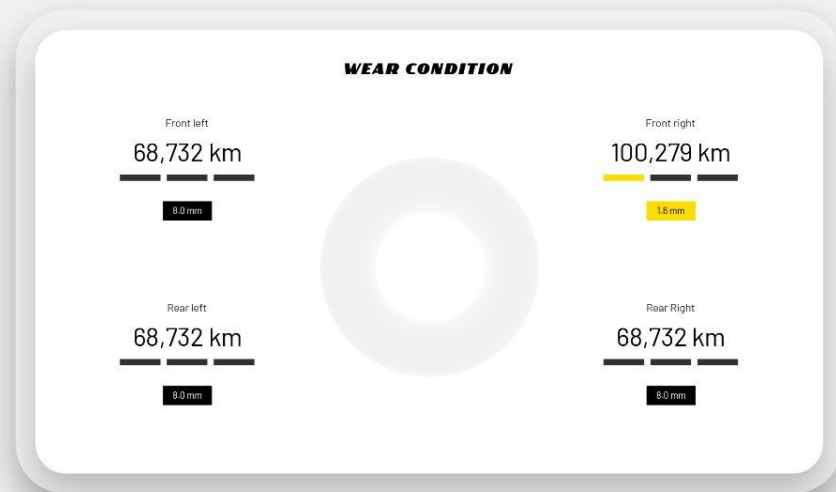 WEAR CONDITION
Front left
68,732 km
8.0 mm
Front right
100,279 km
1.6 mm
Rear left
68,732 km
8.0 mm
Rear Right
68,732 km
8.0 mm